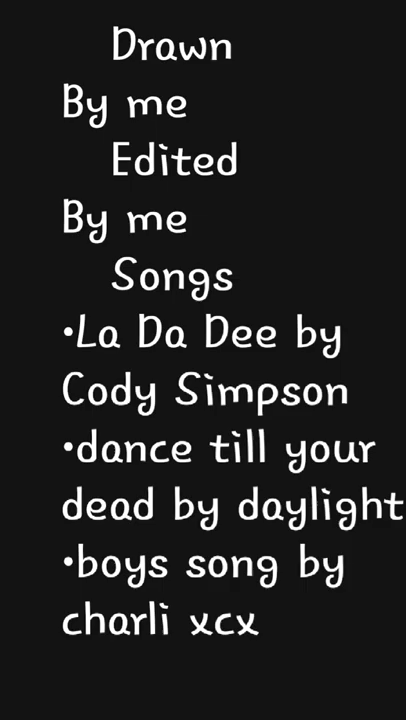 Drawn
By me
Edited
By me
Songs
•La Da Dee by
Cody Simpson
•dance till your
dead by daylight
•boys song by
charli xcx